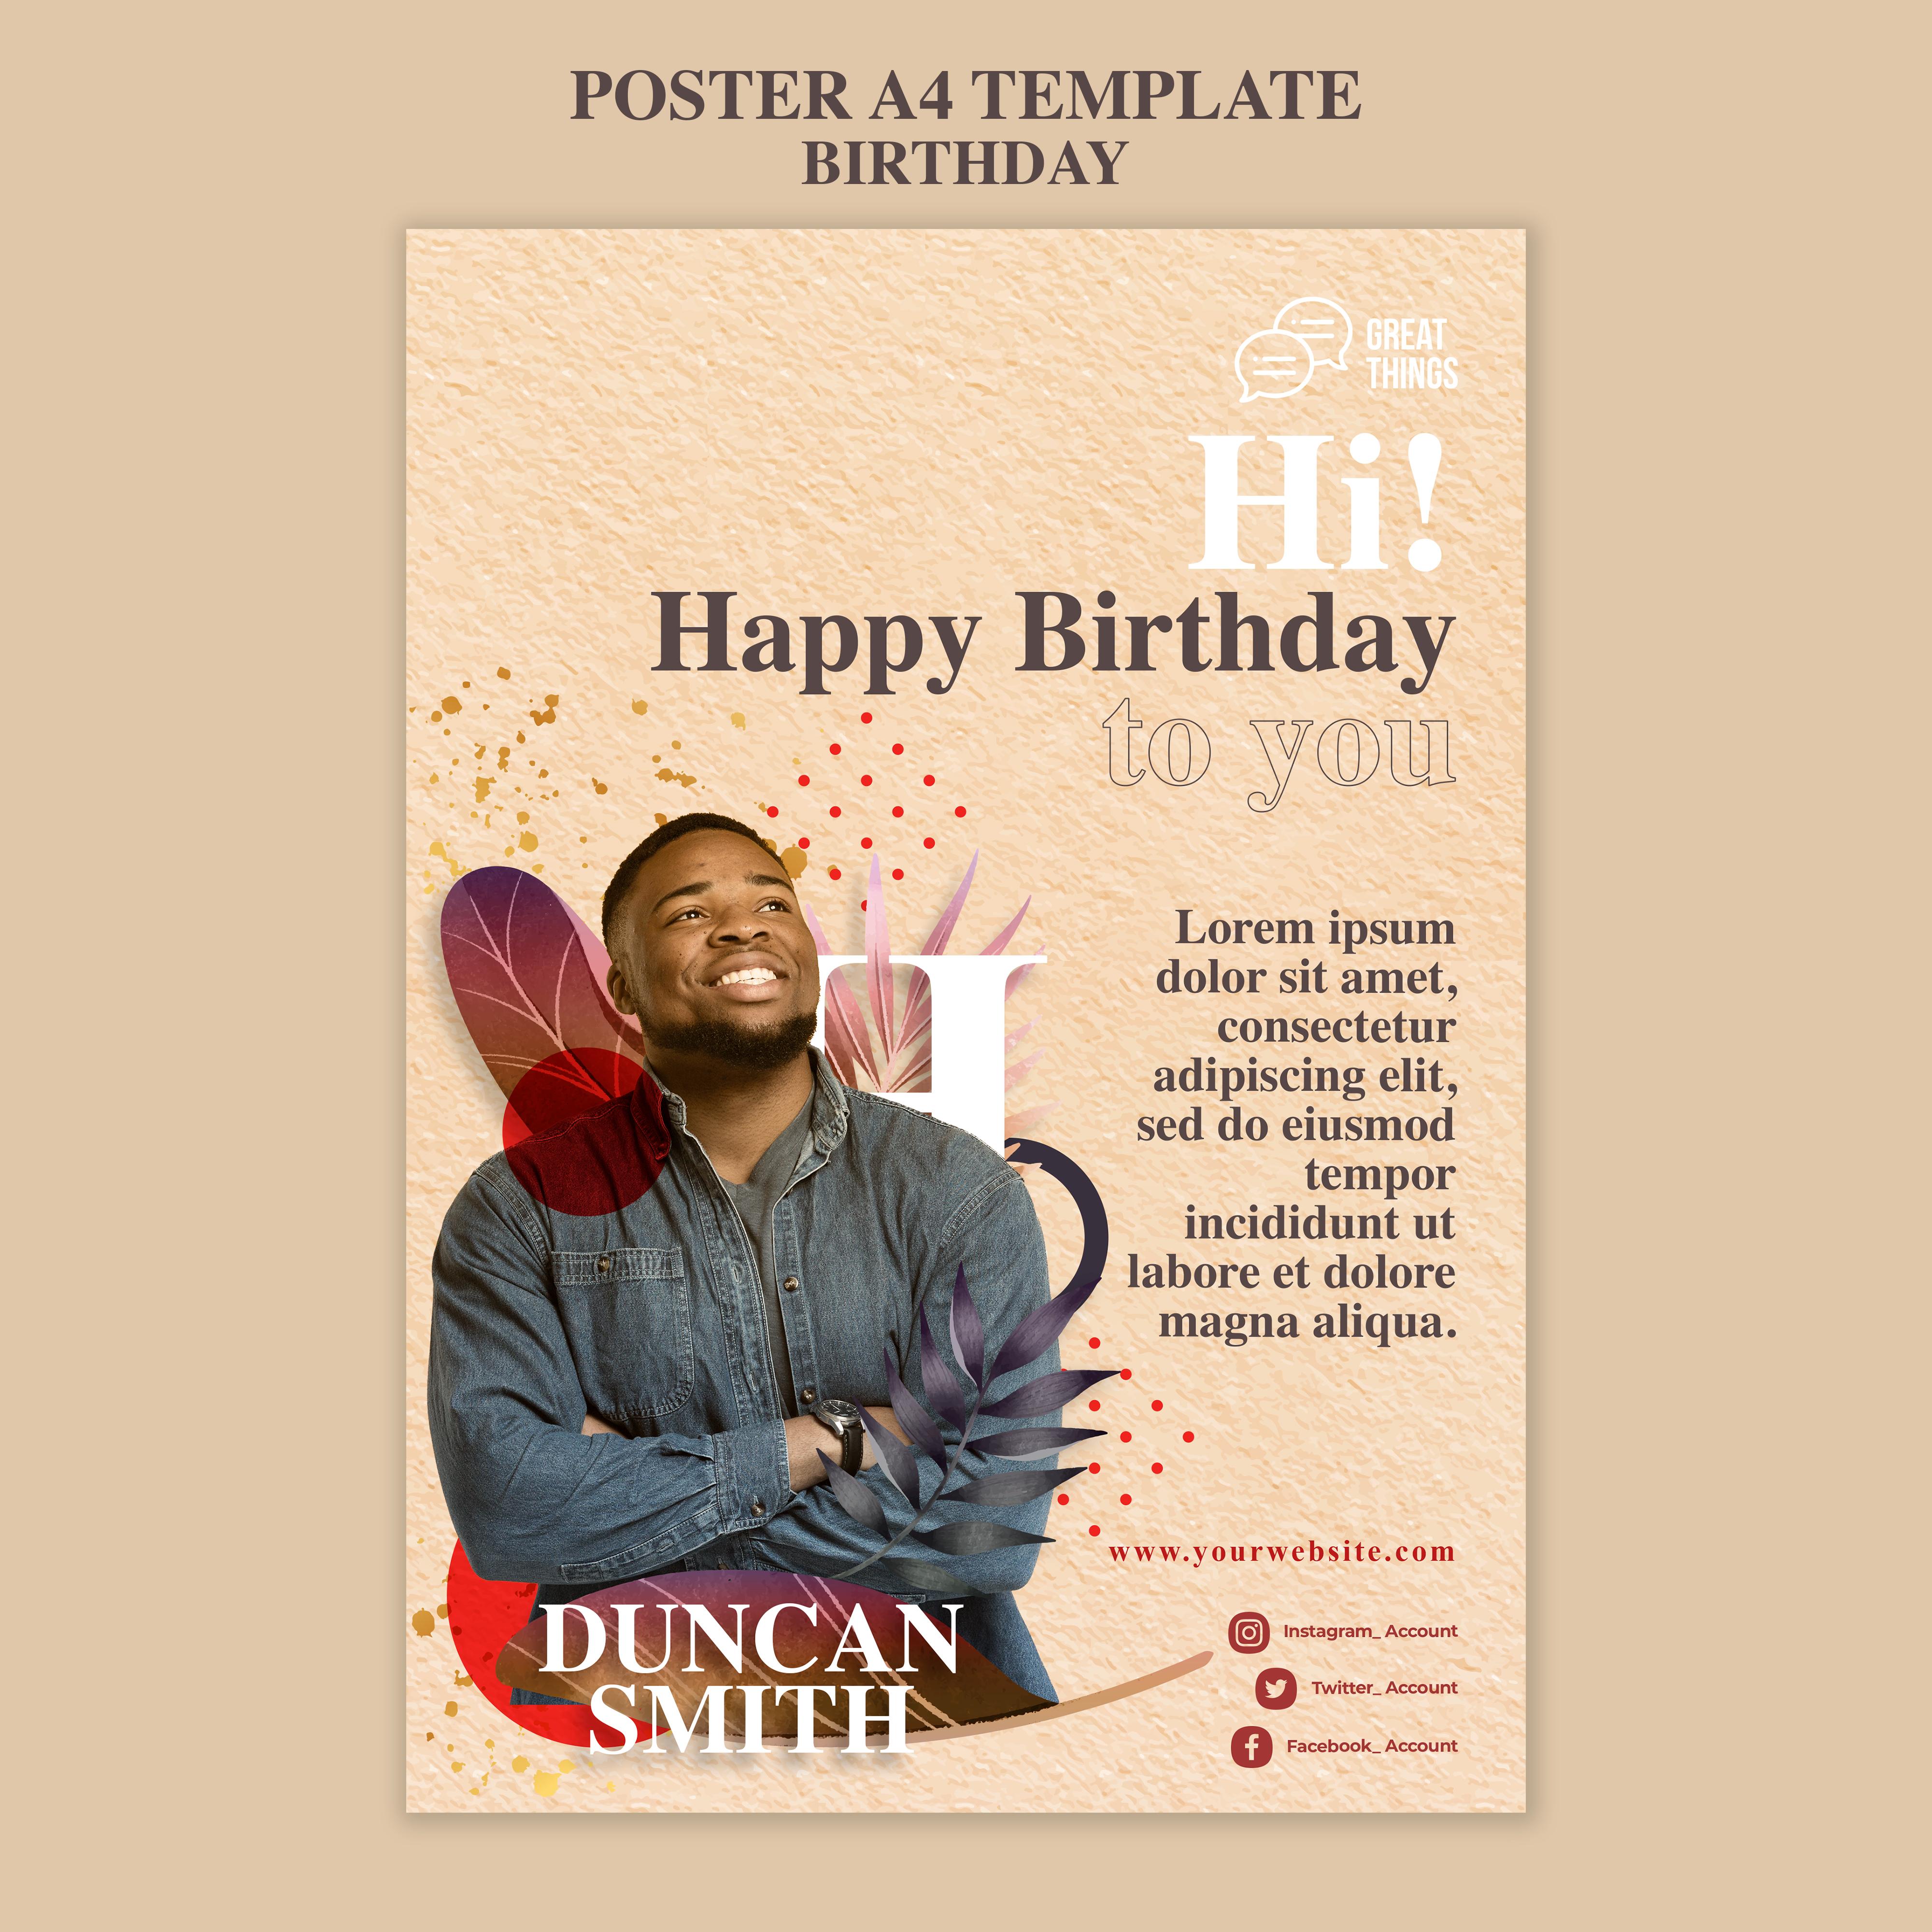 POSTER A4 TEMPLATE
BIRTHDAY
GREAT
THINGS
Hi!
Happy Birthday
to you
H
Lorem ipsum
dolor sit amet,
consectetur
adipiscing elit,
sed do eiusmod
tempor
incididunt ut
labore et dolore
magna aliqua.
www.yourwebsite.com
DUNCAN
SMITH
Instagram_ Account
Twitter_ Account
Facebook_ Account